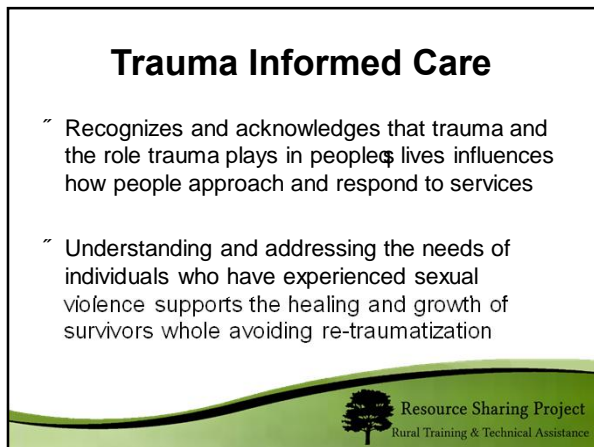 Trauma Informed Care
˝ Recognizes and acknowledges that trauma and
the role trauma plays in peopleqs lives influences
how people approach and respond to services
˝ Understanding and addressing the needs of
individuals who have experienced sexual
violence supports the healing and growth of
survivors whole avoiding re-traumatization
Resource Sharing Project
Rural Training & Technical Assistance